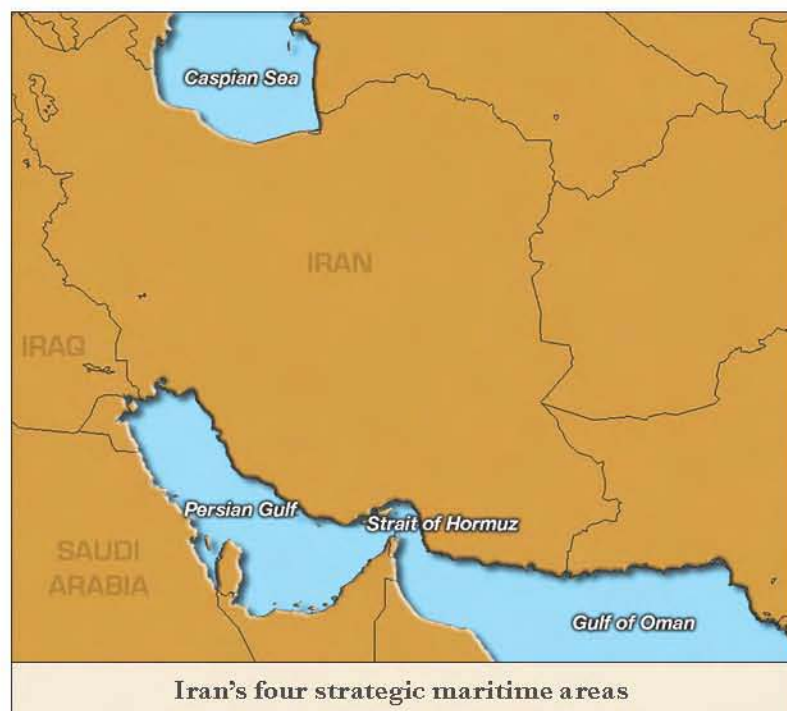 Caspian Sea
IRAN
IRAQ
Persian Gulf
Strait of Hormuz
SAUDI
ARABIA
Gulf of Oman
Iran's four strategic maritime areas